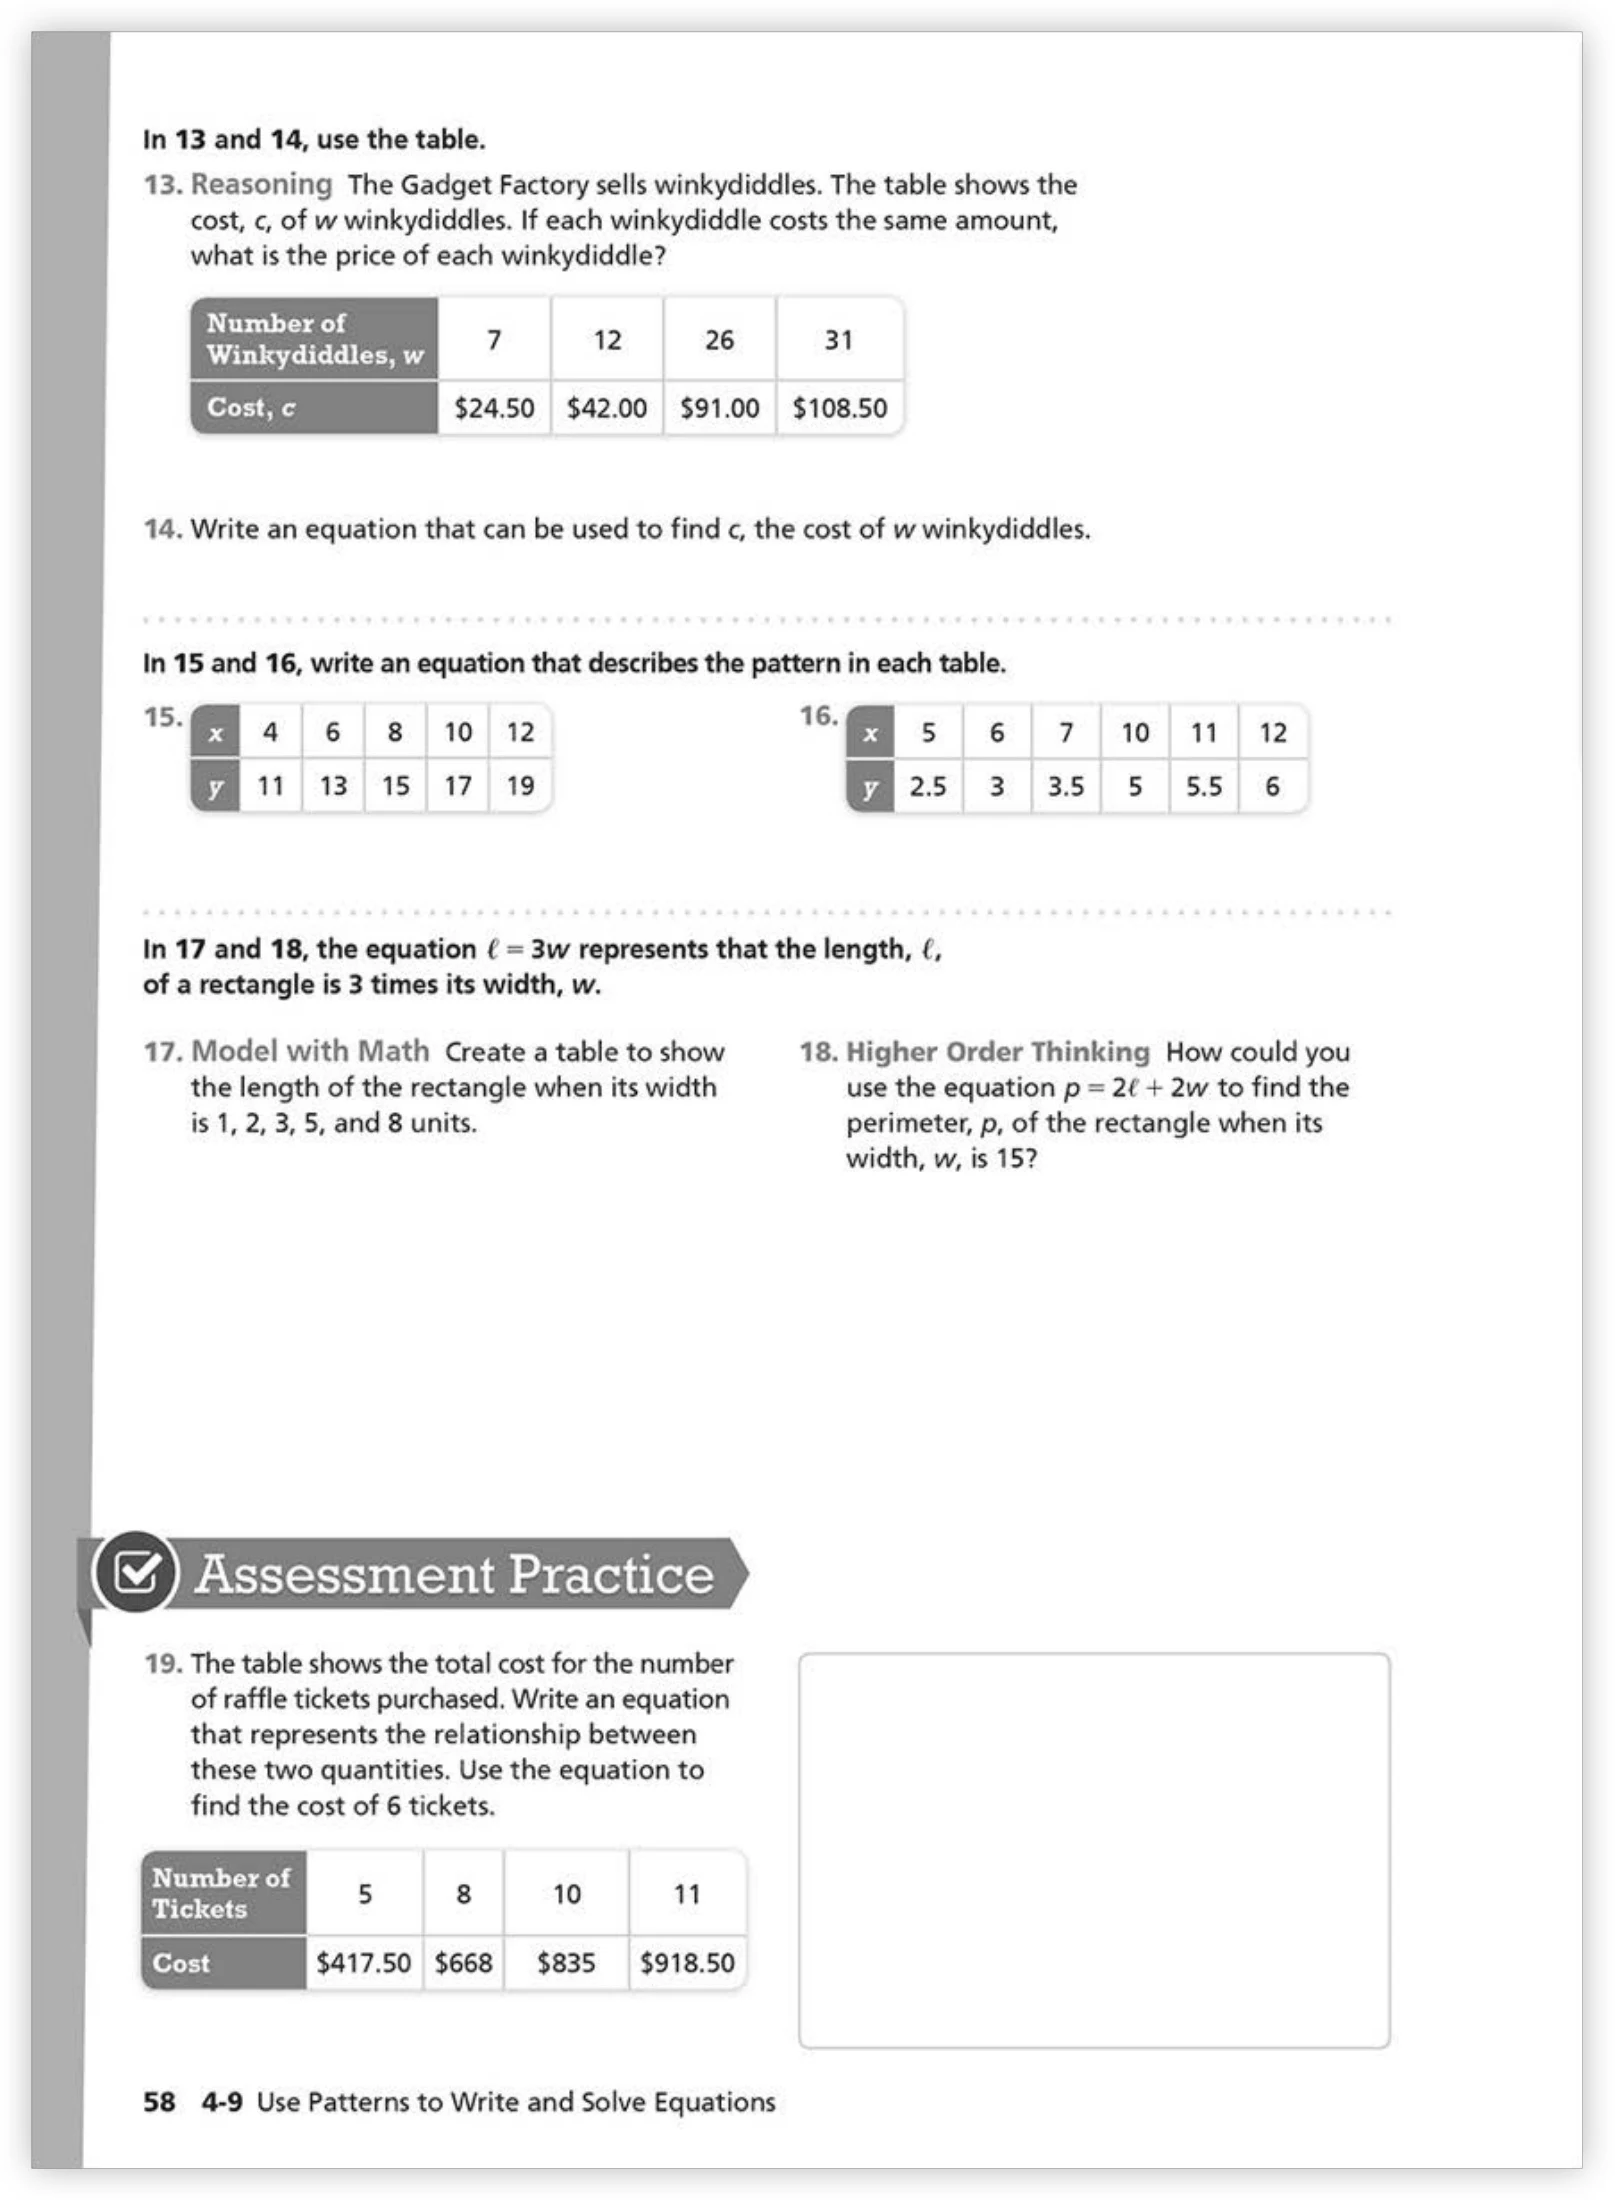 In 13 and 14, use the table.
13. Reasoning The Gadget Factory sells winkydiddles. The table shows the
cost, c, of w winkydiddles. If each winkydiddle costs the same amount,
what is the price of each winkydiddle?
Number of
Winkydiddles, w
7 12 26 31
Cost, c $24.50 $42.00 $91.00 $108.50
14. Write an equation that can be used to find c, the cost of w winkydiddles.
In 15 and 16, write an equation that describes the pattern in each table.
15.
x 4 6 8 10 12
y 11 13 15 17 19
16.
x 5 6 7 10 11 12
y 2.5 3 3.5 5 5.5 6
In 17 and 18, the equation ℓ = 3w represents that the length, ℓ,
of a rectangle is 3 times its width, w.
17. Model with Math Create a table to show
the length of the rectangle when its width
is 1, 2, 3, 5, and 8 units.
18. Higher Order Thinking How could you
use the equation p = 2ℓ + 2w to find the
perimeter, p, of the rectangle when its
width, w, is 15?
Assessment Practice
19. The table shows the total cost for the number
of raffle tickets purchased. Write an equation
that represents the relationship between
these two quantities. Use the equation to
find the cost of 6 tickets.
Number of
Tickets
5 8 10 11
Cost $417.50 $668 $835 $918.50
58 4-9 Use Patterns to Write and Solve Equations